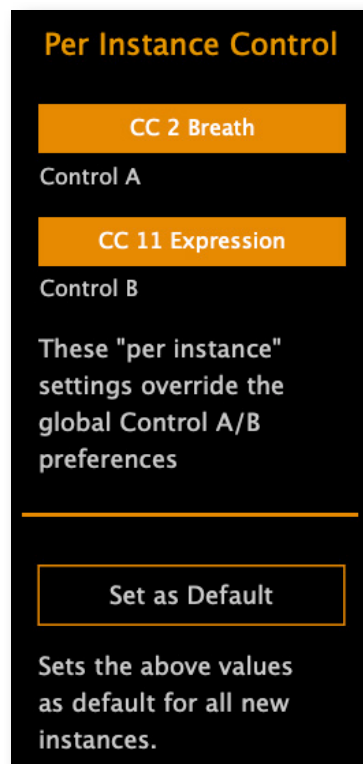 Per Instance Control
CC 2 Breath
Control A
CC 11 Expression
Control B
These "per instance"
settings override the
global Control A/B
preferences
Set as Default
Sets the above values
as default for all new
instances.